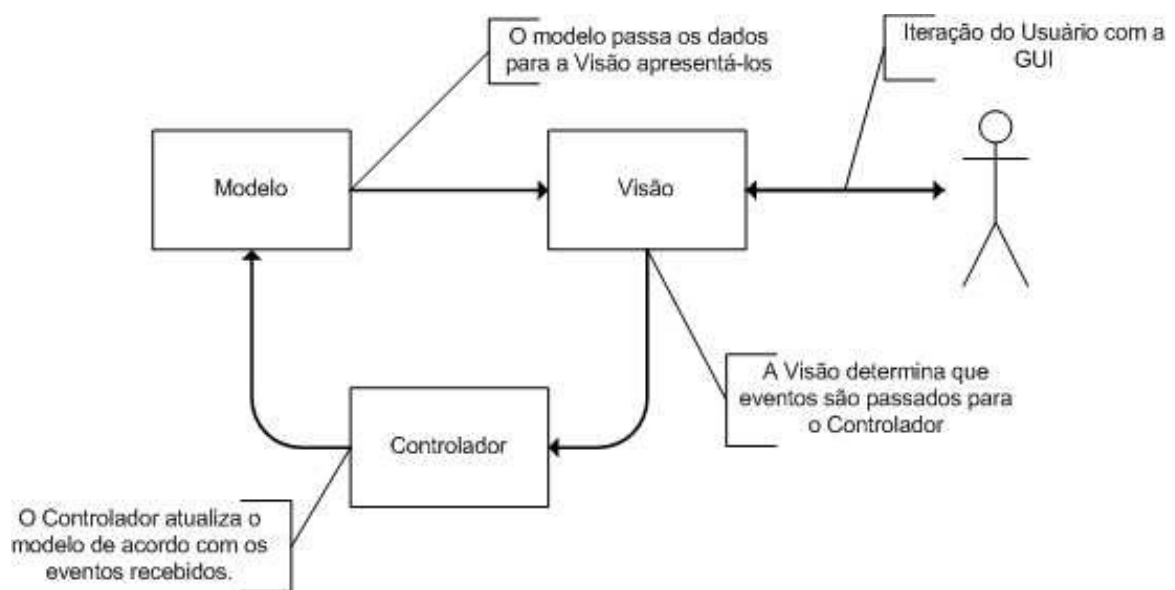 O modelo passa os dados
para a Visão apresentá-los
Iteração do Usuário com a
GUI
Modelo
Visão
A Visão determina que
eventos são passados para
o Controlador
Controlador
O Controlador atualiza o
modelo de acordo com os
eventos recebidos.